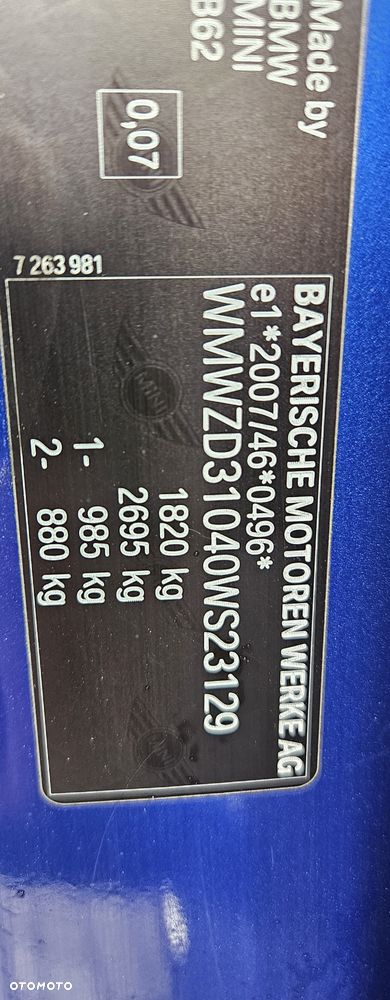 Made by
BMW
MINI
B62
0,07
7 263 981
BAYERISCHE MOTOREN WERKE AG
e1*2007/46*0496*
WMWZD31040WS23129
1820 kg
2695 kg
1- 985 kg
2- 880 kg
MINI
OTOMOTO